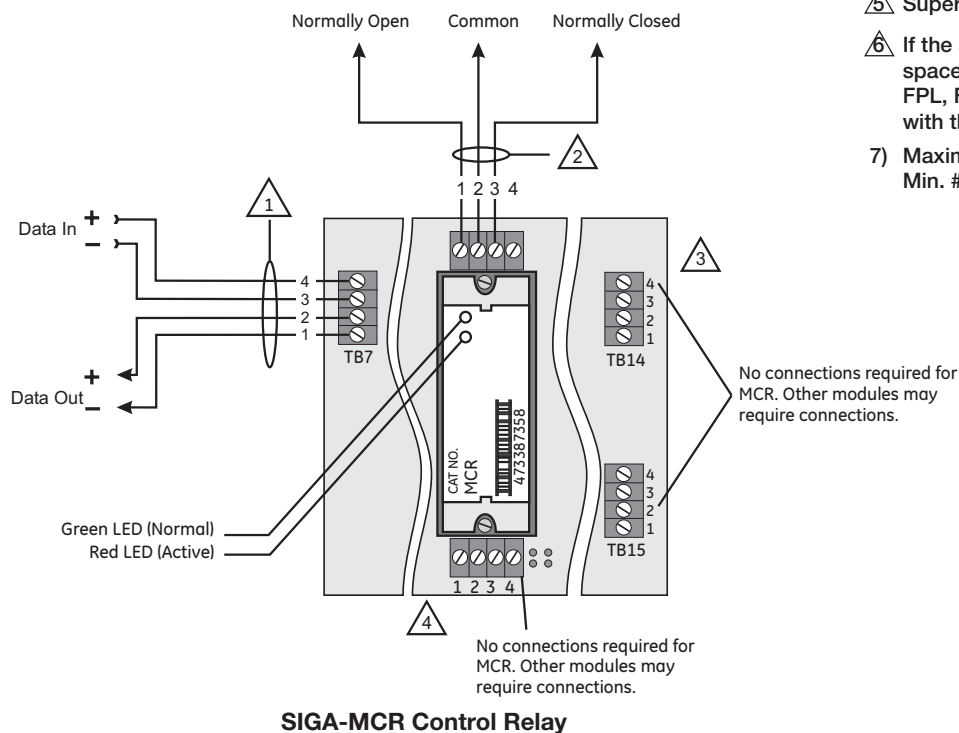 Normally Open Common Normally Closed
5 Super
6 If the
space
FPL,
with th
7) Maxin
Min. #
2
1 2 3 4
1
Data In + −
4
3
2
1
TB7
Data Out + −
3
4
3
2
1
TB14
No connections required for
MCR. Other modules may
require connections.
CAT NO.
MCR
473387358
4
3
2
1
TB15
Green LED (Normal)
Red LED (Active)
1 2 3 4
4
No connections required for
MCR. Other modules may
require connections.
SIGA-MCR Control Relay